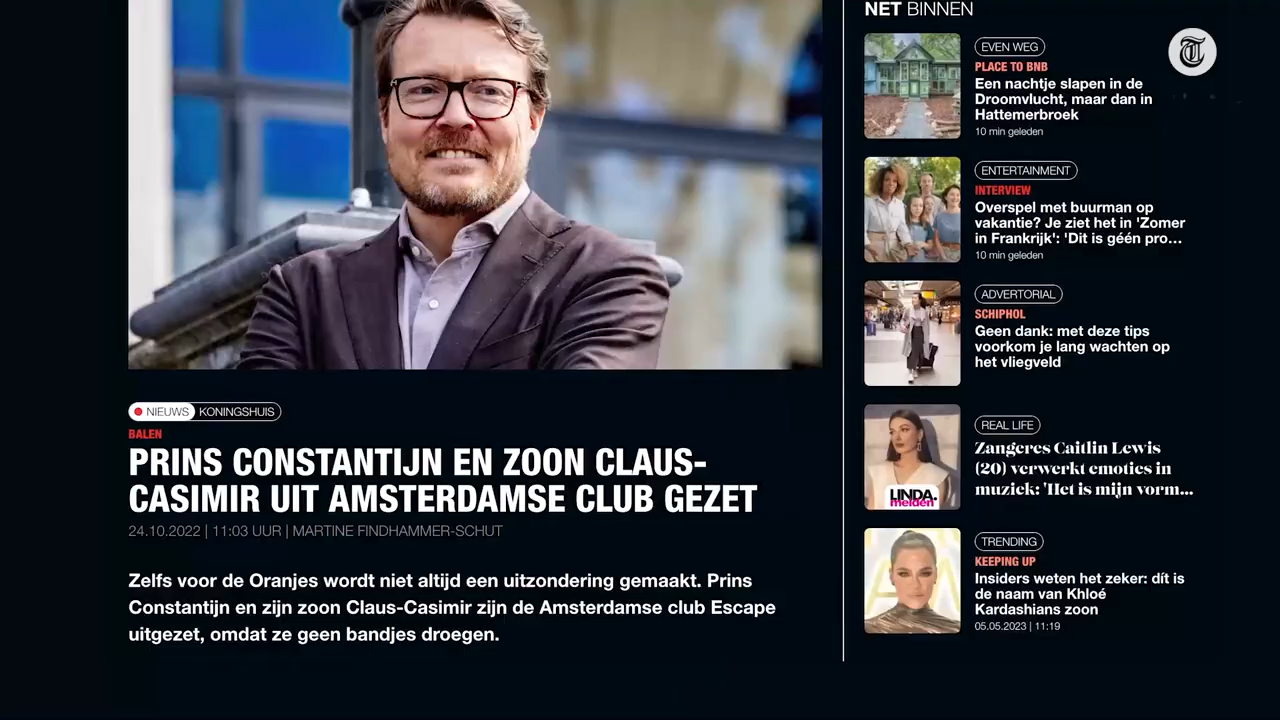 NET BINNEN
EVEN WEG
PLACE TO BNB
Een nachtje slapen in de
Droomvlucht, maar dan in
Hattemerbroek
10 min geleden
ENTERTAINMENT
INTERVIEW
Overspel met buurman op
vakantie? Je ziet het in 'Zomer
in Frankrijk': 'Dit is géén pro...
10 min geleden
ADVERTORIAL
SCHIPHOL
Geen dank: met deze tips
voorkom je lang wachten op
het vliegveld
REAL LIFE
Zangeres Caitlin Lewis
(20) verwerkt emoties in
muziek: 'Het is mijn vorm...
LINDA.
meiden
TRENDING
KEEPING UP
Insiders weten het zeker: dít is
de naam van Khloé
Kardashians zoon
05.05.2023 | 11:19
NIEUWS KONINGSHUIS
BALEN
PRINS CONSTANTIJN EN ZOON CLAUS-
CASIMIR UIT AMSTERDAMSE CLUB GEZET
24.10.2022 | 11:03 UUR | MARTINE FINDHAMMER-SCHUT
Zelfs voor de Oranjes wordt niet altijd een uitzondering gemaakt. Prins
Constantijn en zijn zoon Claus-Casimir zijn de Amsterdamse club Escape
uitgezet, omdat ze geen bandjes droegen.
T